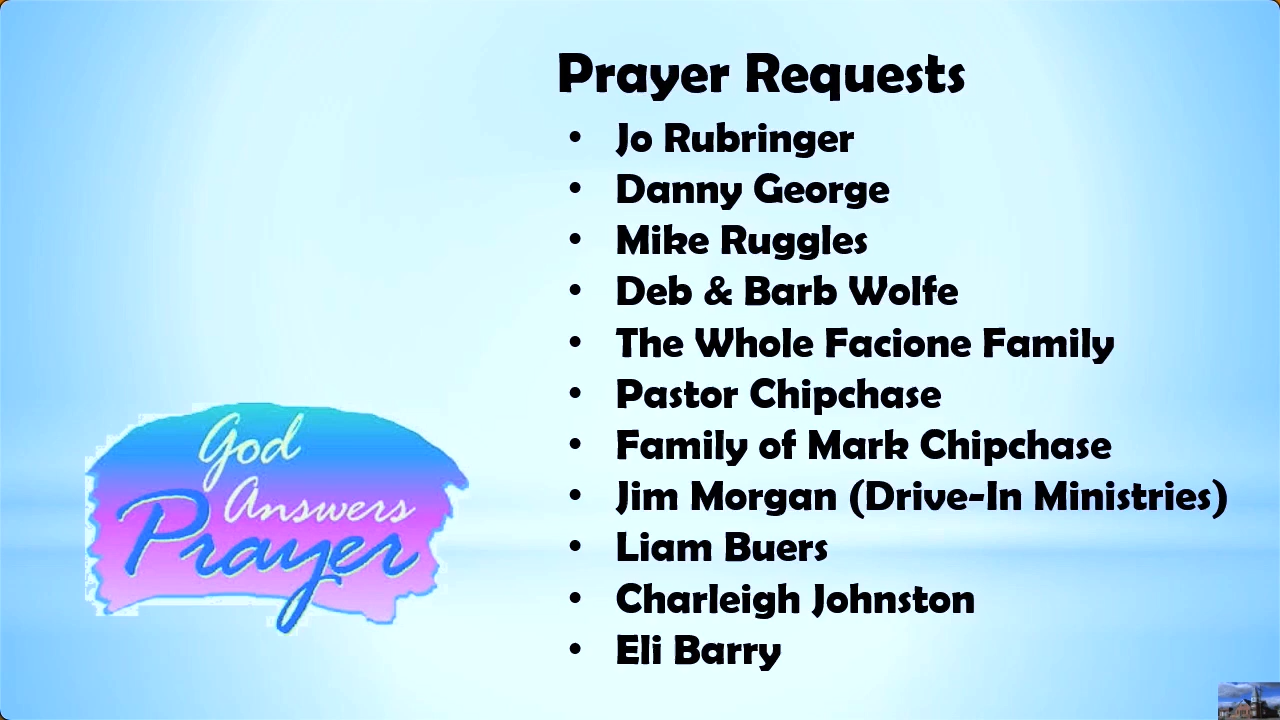 Prayer Requests
• Jo Rubringer
• Danny George
• Mike Ruggles
• Deb & Barb Wolfe
• The Whole Facione Family
• Pastor Chipchase
• Family of Mark Chipchase
• Jim Morgan (Drive-In Ministries)
• Liam Buers
• Charleigh Johnston
• Eli Barry
God
Answers
Prayer